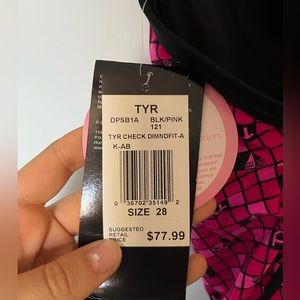 TYR
DPSB1A BLK/PINK
121
TYR CHECK DIMNDFIT-A
K-AB
0 36702 35149 2
SIZE 28
SUGGESTED
RETAIL
PRICE $77.99